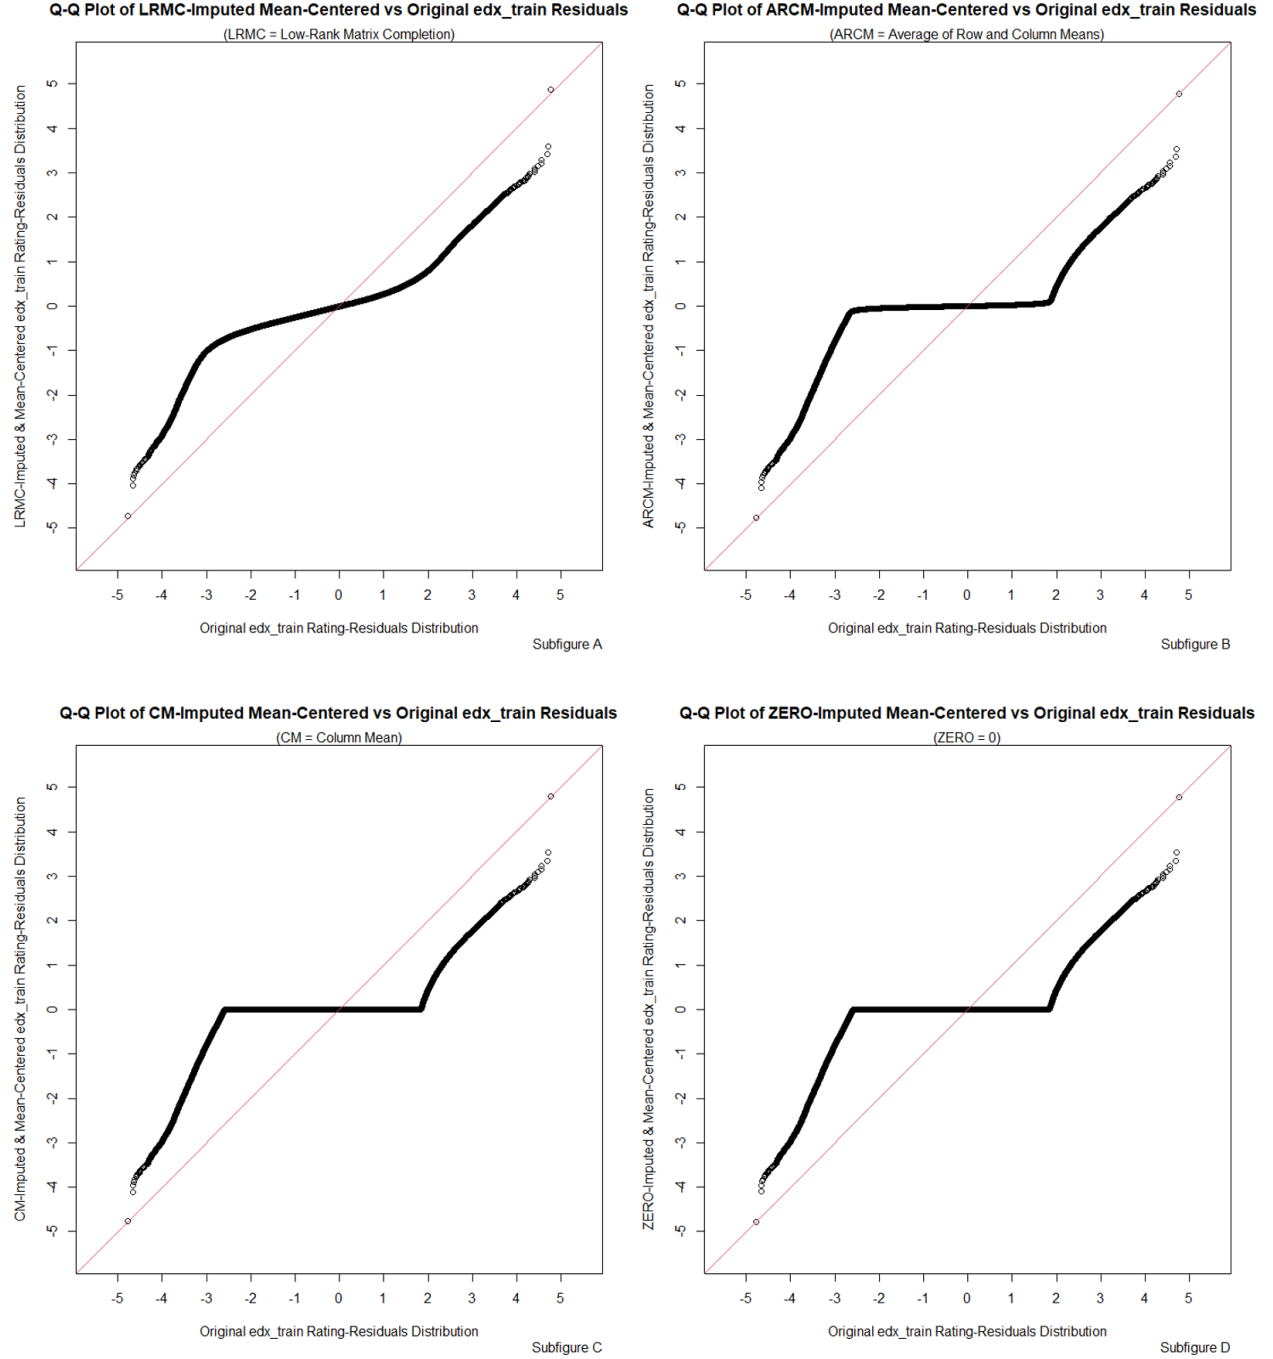 Q-Q Plot of LRMC-Imputed Mean-Centered vs Original edx_train Residuals
(LRMC = Low-Rank Matrix Completion)
LRMC-Imputed & Mean-Centered edx_train Rating-Residuals Distribution
5
4
3
2
1
0
-1
-2
-3
-4
-5
-5 -4 -3 -2 -1 0 1 2 3 4 5
Original edx_train Rating-Residuals Distribution
Subfigure A
Q-Q Plot of ARCM-Imputed Mean-Centered vs Original edx_train Residuals
(ARCM = Average of Row and Column Means)
ARCM-Imputed & Mean-Centered edx_train Rating-Residuals Distribution
5
4
3
2
1
0
-1
-2
-3
-4
-5
-5 -4 -3 -2 -1 0 1 2 3 4 5
Original edx_train Rating-Residuals Distribution
Subfigure B
Q-Q Plot of CM-Imputed Mean-Centered vs Original edx_train Residuals
(CM = Column Mean)
CM-Imputed & Mean-Centered edx_train Rating-Residuals Distribution
5
4
3
2
1
0
-1
-2
-3
-4
-5
-5 -4 -3 -2 -1 0 1 2 3 4 5
Original edx_train Rating-Residuals Distribution
Subfigure C
Q-Q Plot of ZERO-Imputed Mean-Centered vs Original edx_train Residuals
(ZERO = 0)
ZERO-Imputed & Mean-Centered edx_train Rating-Residuals Distribution
5
4
3
2
1
0
-1
-2
-3
-4
-5
-5 -4 -3 -2 -1 0 1 2 3 4 5
Original edx_train Rating-Residuals Distribution
Subfigure D